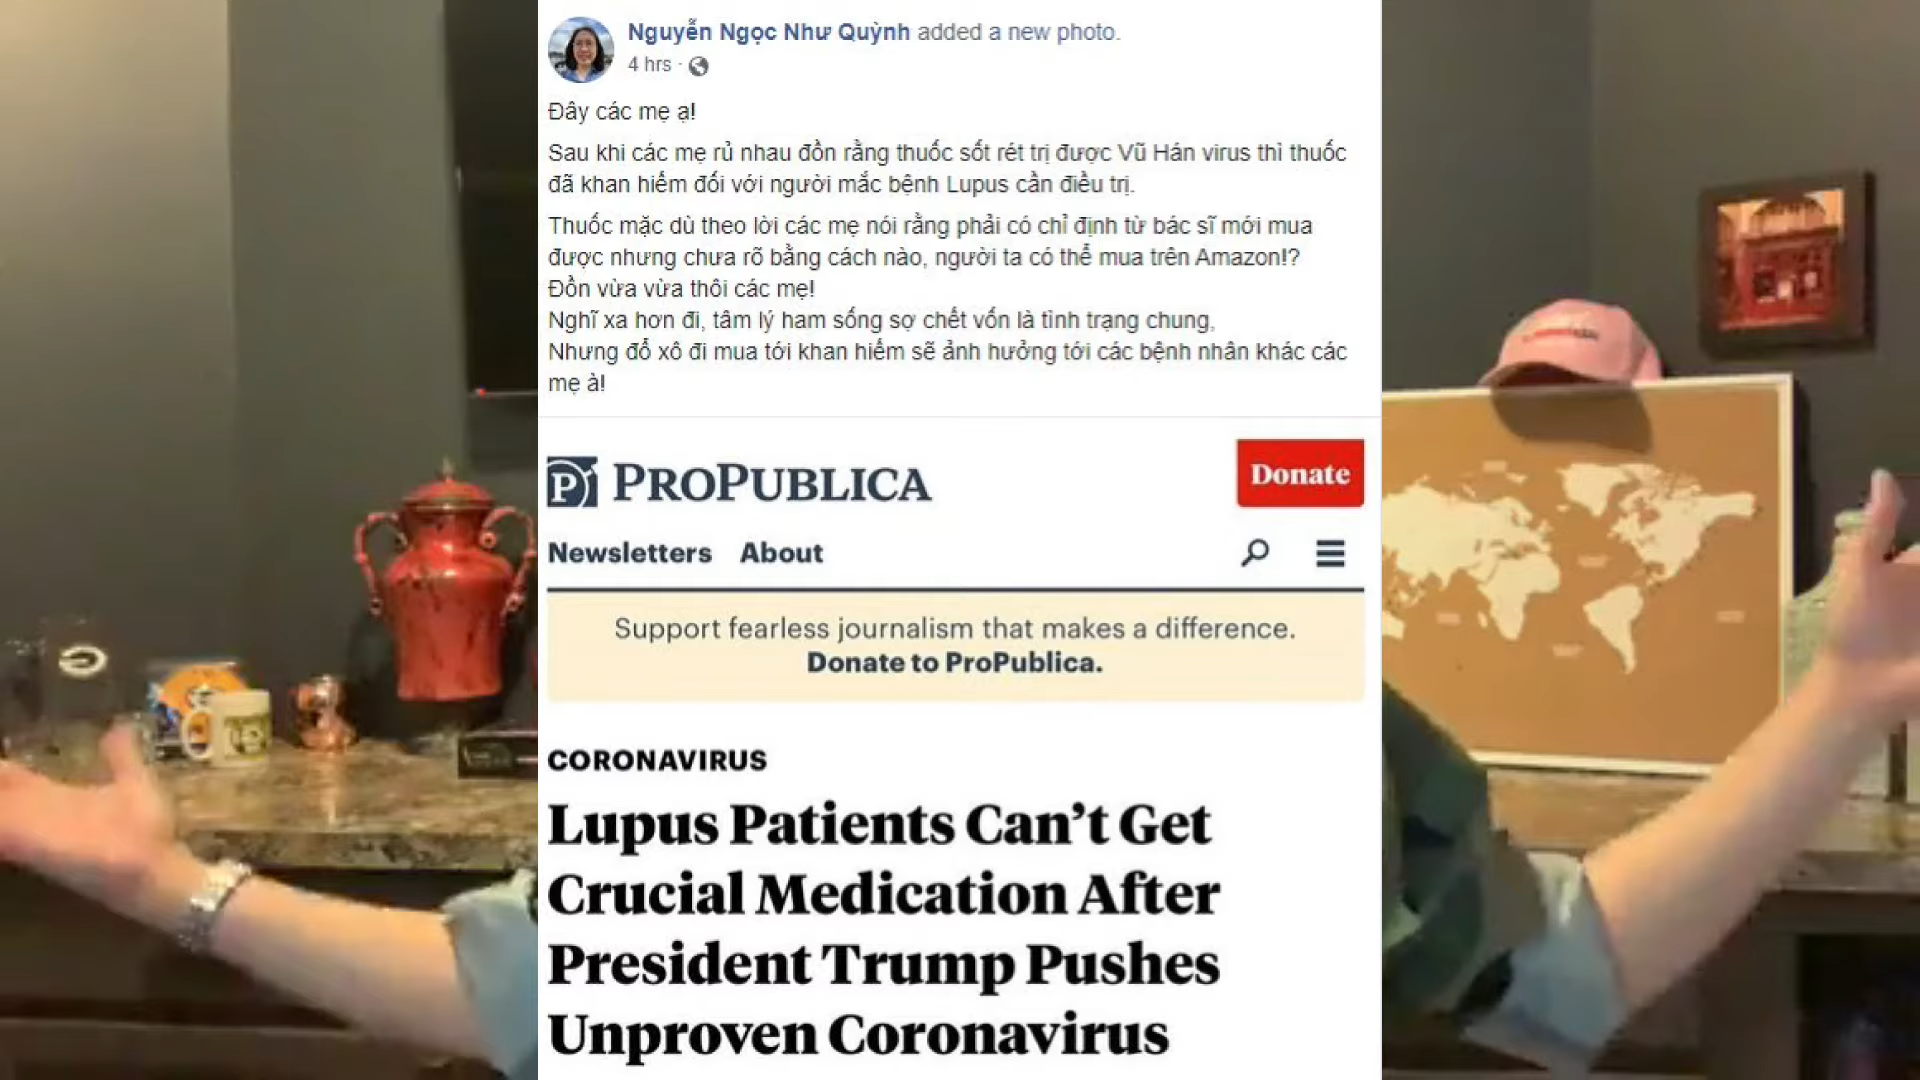 Nguyễn Ngọc Như Quỳnh added a new photo.
4 hrs ·
Đây các mẹ ạ!
Sau khi các mẹ rủ nhau đồn rằng thuốc sốt rét trị được Vũ Hán virus thì thuốc
đã khan hiếm đối với người mắc bệnh Lupus cần điều trị.
Thuốc mặc dù theo lời các mẹ nói rằng phải có chỉ định từ bác sĩ mới mua
được nhưng chưa rõ bằng cách nào, người ta có thể mua trên Amazon!?
Đồn vừa vừa thôi các mẹ!
Nghĩ xa hơn đi, tâm lý ham sống sợ chết vốn là tình trạng chung,
Nhưng đổ xô đi mua tới khan hiếm sẽ ảnh hưởng tới các bệnh nhân khác các
mẹ à!
PROPUBLICA
Donate
Newsletters About
Support fearless journalism that makes a difference.
Donate to ProPublica.
CORONAVIRUS
Lupus Patients Can't Get
Crucial Medication After
President Trump Pushes
Unproven Coronavirus